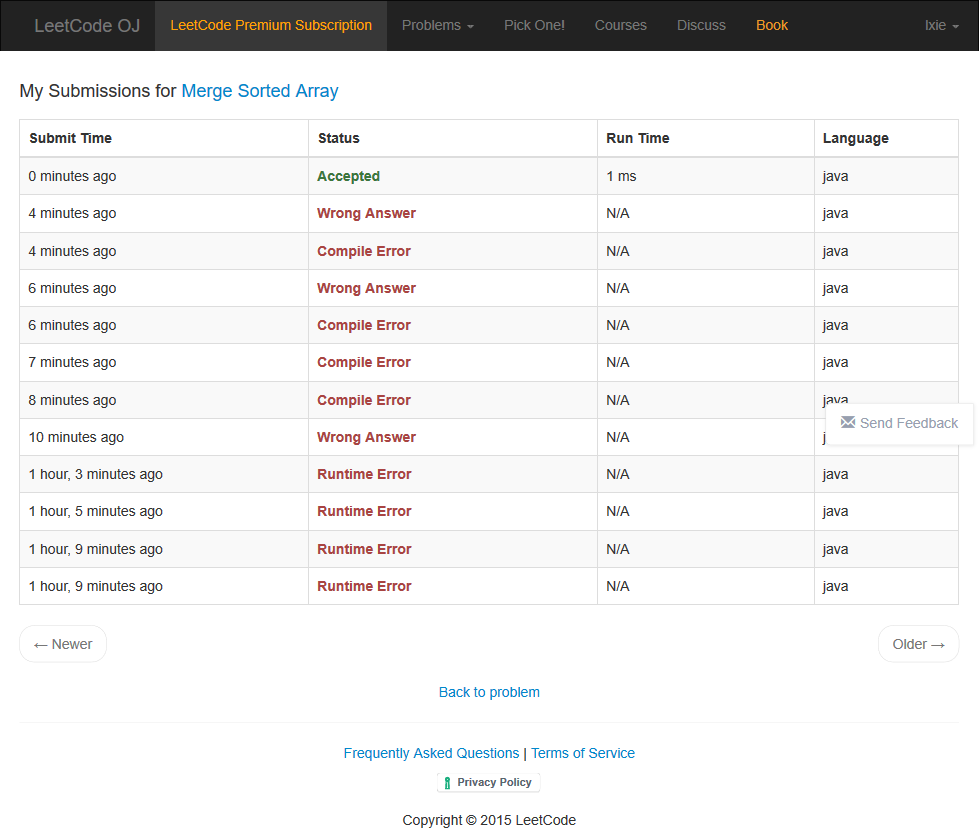 LeetCode OJ LeetCode Premium Subscription Problems Pick One! Courses Discuss Book lxie
My Submissions for Merge Sorted Array
Submit Time Status Run Time Language
0 minutes ago Accepted 1 ms java
4 minutes ago Wrong Answer N/A java
4 minutes ago Compile Error N/A java
6 minutes ago Wrong Answer N/A java
6 minutes ago Compile Error N/A java
7 minutes ago Compile Error N/A java
8 minutes ago Compile Error N/A java
Send Feedback
10 minutes ago Wrong Answer N/A
1 hour, 3 minutes ago Runtime Error N/A java
1 hour, 5 minutes ago Runtime Error N/A java
1 hour, 9 minutes ago Runtime Error N/A java
1 hour, 9 minutes ago Runtime Error N/A java
← Newer Older →
Back to problem
Frequently Asked Questions | Terms of Service
Privacy Policy
Copyright © 2015 LeetCode